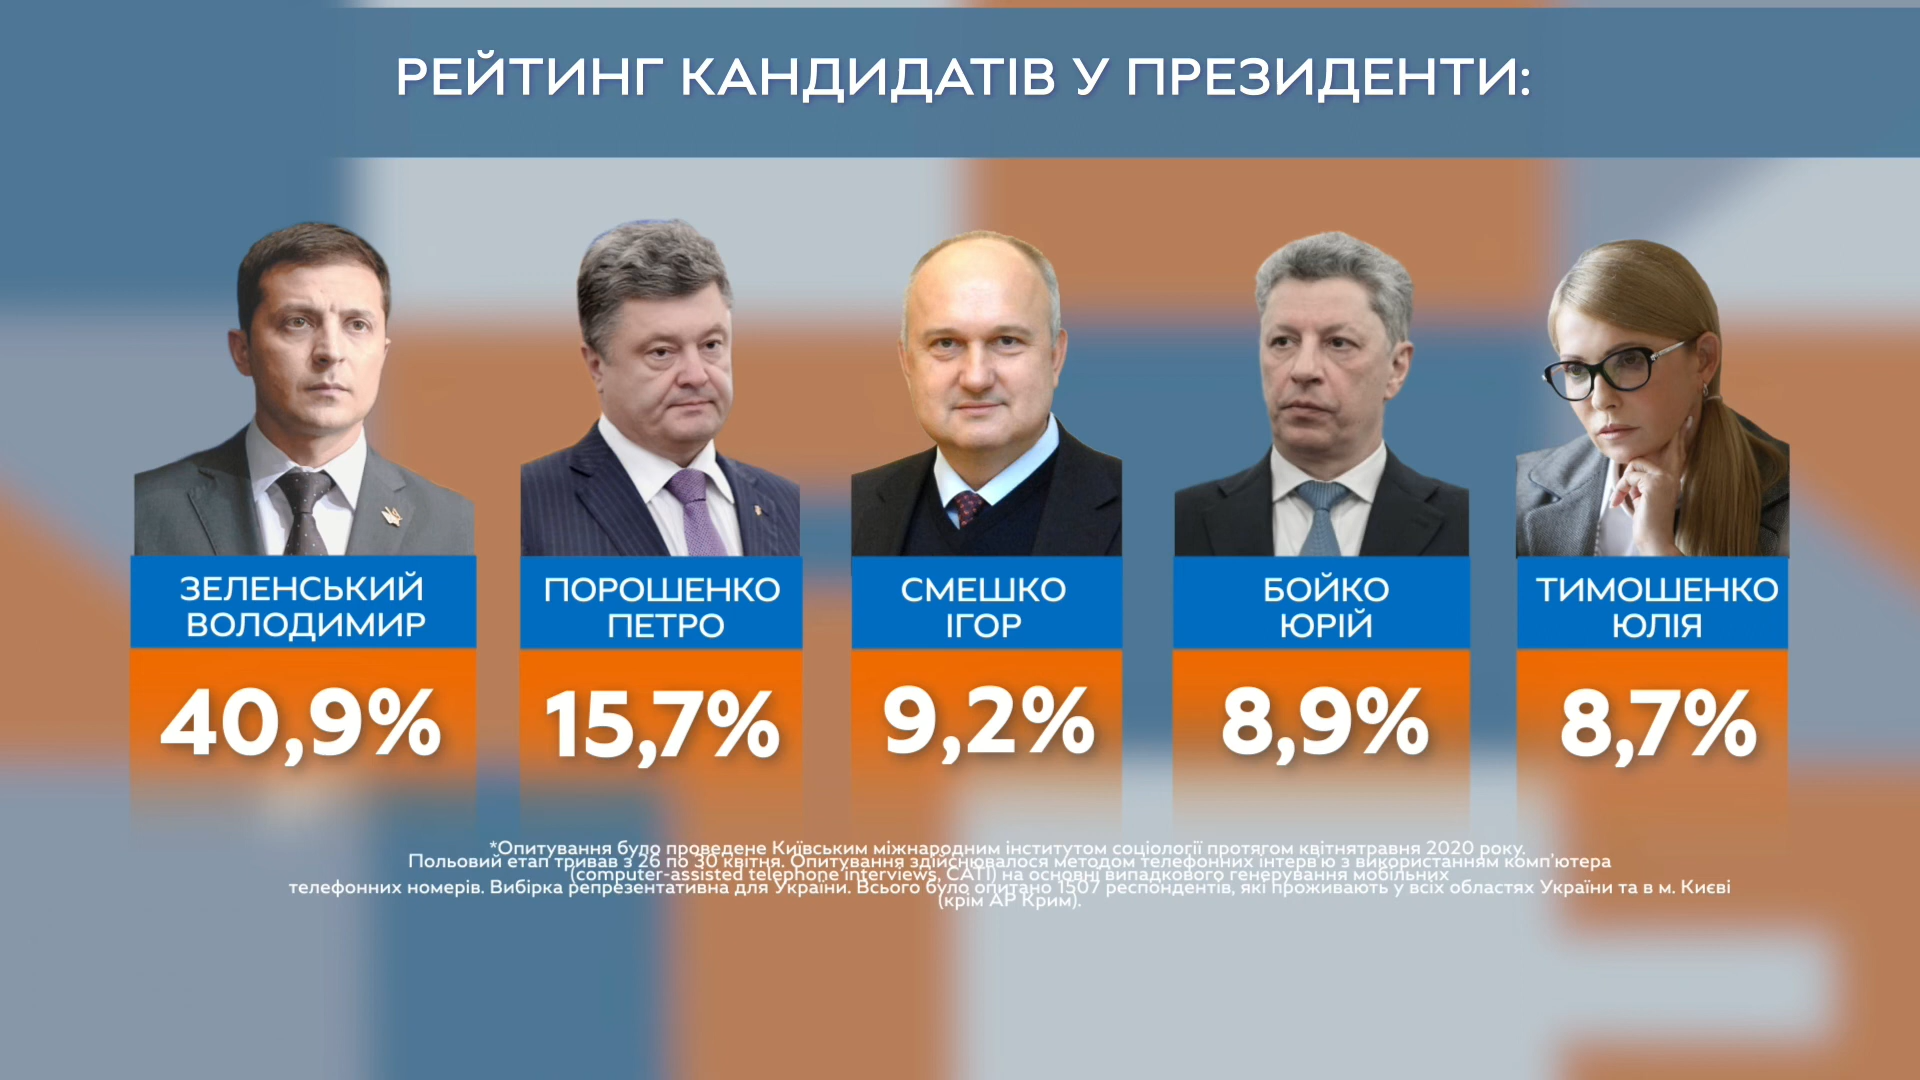 РЕЙТИНГ КАНДИДАТІВ У ПРЕЗИДЕНТИ:
ЗЕЛЕНСЬКИЙ
ВОЛОДИМИР
40,9%
ПОРОШЕНКО
ПЕТРО
15,7%
СМЕШКО
ІГОР
9,2%
БОЙКО
ЮРІЙ
8,9%
ТИМОШЕНКО
ЮЛІЯ
8,7%
*Опитування було проведене Київським міжнародним інститутом соціології протягом квітнятравня 2020 року.
Польовий етап тривав з 26 по 30 квітня. Опитування здійснювалося методом телефонних інтерв'ю з використанням комп'ютера
(computer-assisted telephone interviews, CATI) на основі випадкового генерування мобільних
телефонних номерів. Вибірка репрезентативна для України. Всього було опитано 1507 респондентів, які проживають у всіх областях України та в м. Києві
(крім АР Крим).